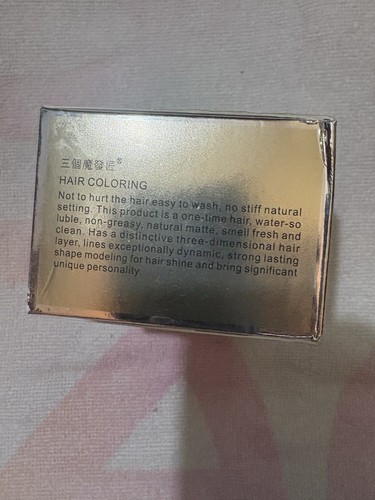 三個魔發匠®
HAIR COLORING
Not to hurt the hair easy to wash, no stiff natural
setting. This product is a one-time hair, water-so
luble, non-greasy, natural matte, smell fresh and
clean. Has a distinctive three-dimensional hair
layer, lines exceptionally dynamic, strong lasting
shape modeling for hair shine and bring significant
unique personality